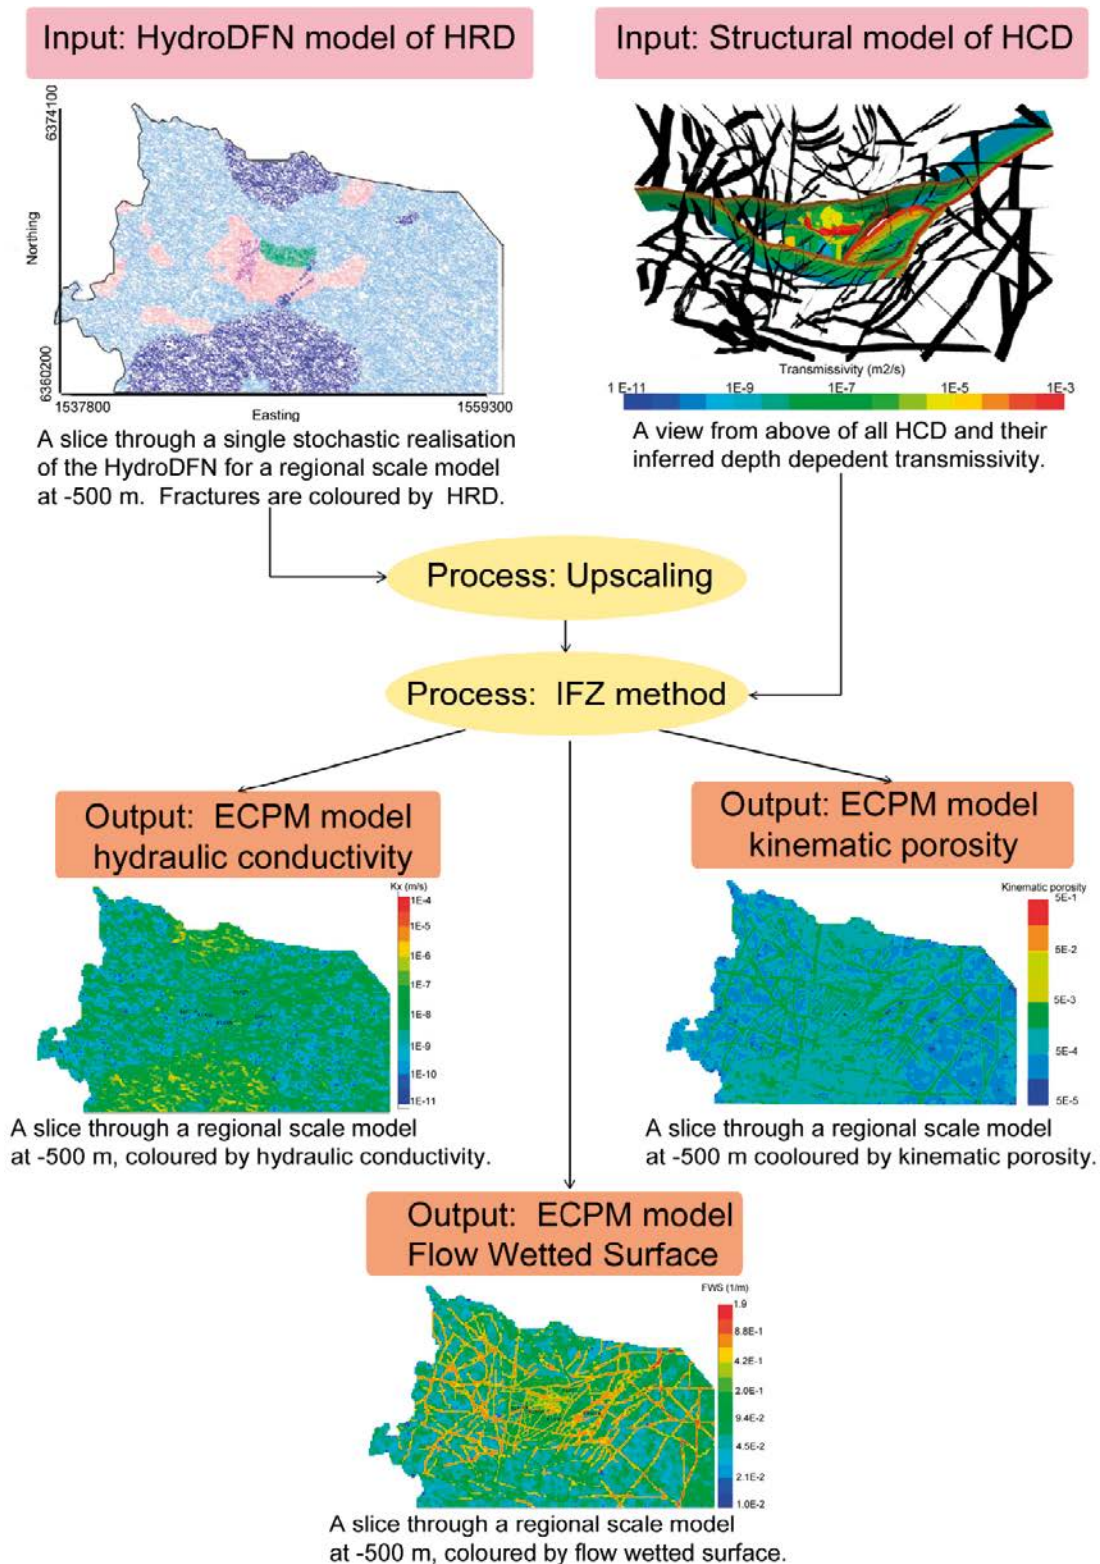 Input: HydroDFN model of HRD
Input: Structural model of HCD
6374100
Northing
6360200
1537800
Easting
1559300
Transmissivity (m2/s)
1 E-11
1E-9
1E-7
1E-5
1E-3
A slice through a single stochastic realisation
of the HydroDFN for a regional scale model
at -500 m. Fractures are coloured by HRD.
A view from above of all HCD and their
inferred depth depedent transmissivity.
Process: Upscaling
Process: IFZ method
Output: ECPM model
hydraulic conductivity
Kx (m/s)
1E-4
1E-5
1E-6
1E-7
1E-8
1E-9
1E-10
1E-11
A slice through a regional scale model
at -500 m, coloured by hydraulic conductivity.
Output: ECPM model
kinematic porosity
Kinematic porosity
5E-1
5E-2
5E-3
5E-4
5E-5
A slice through a regional scale model
at -500 m cooloured by kinematic porosity.
Output: ECPM model
Flow Wetted Surface
FWS (1/m)
1.9
8.8E-1
4.2E-1
2.0E-1
9.4E-2
4.5E-2
2.1E-2
1.0E-2
A slice through a regional scale model
at -500 m, coloured by flow wetted surface.